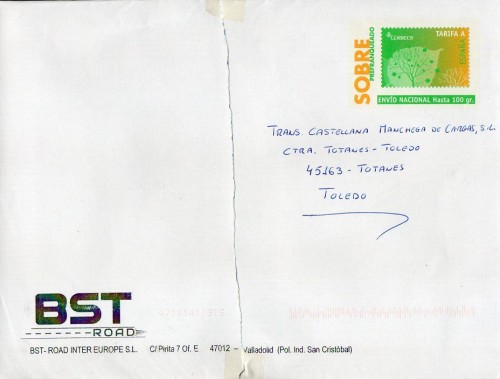 SOBRE
PREFRANQUEADO
CORREOS
TARIFA A
ESPAÑA
ENVÍO NACIONAL Hasta 100 gr.
TRANS. CASTELLANA MANCHEGA DE CARGAS, S.L.
CTRA. TOTANES - TOLEDO
45163 - TOTANES
TOLEDO
BST
ROAD
BST- ROAD INTER EUROPE S.L. C/ Pirita 7 Of. E 47012 – Valladolid (Pol. Ind. San Cristóbal)